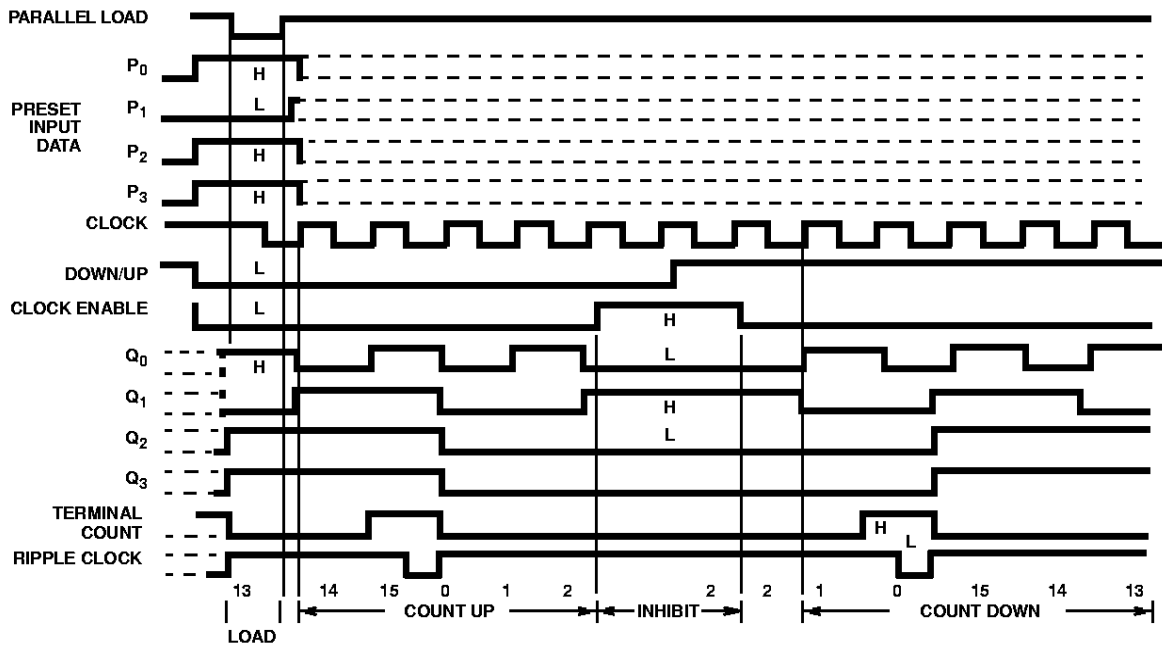 PARALLEL LOAD
P0
H
P1
L
PRESET
INPUT
DATA
P2
H
P3
H
CLOCK
DOWN/UP
L
CLOCK ENABLE
L
H
Q0
H
L
Q1
H
Q2
L
Q3
TERMINAL
COUNT
H
L
RIPPLE CLOCK
13 14 15 0 1 2 2 2 1 0 15 14 13
COUNT UP INHIBIT COUNT DOWN
LOAD